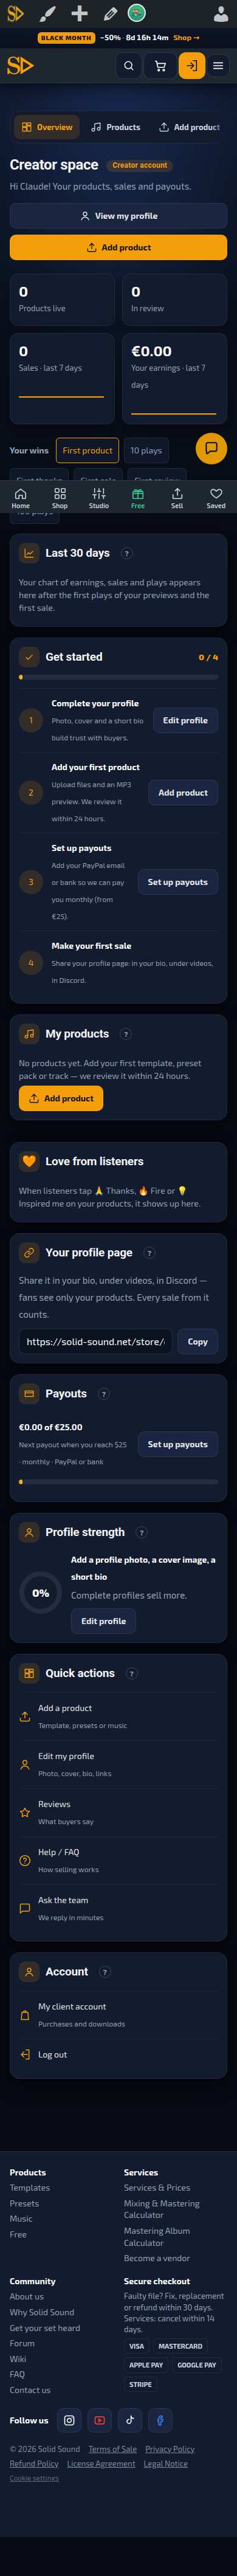 BLACK MONTH −50% · 8d 16h 14m Shop →
Overview Products Add product
Creator space Creator account
Hi Claude! Your products, sales and payouts.
View my profile
Add product
0
Products live
0
In review
0
Sales · last 7 days
€0.00
Your earnings · last 7
days
Your wins First product 10 plays
Home Shop Studio Free Sell Saved
Last 30 days ?
Your chart of earnings, sales and plays appears
here after the first plays of your previews and the
first sale.
Get started 0 / 4
1
Complete your profile
Photo, cover and a short bio
build trust with buyers.
Edit profile
2
Add your first product
Upload files and an MP3
preview. We review it
within 24 hours.
Add product
3
Set up payouts
Add your PayPal email
or bank so we can pay
you monthly (from
€25).
Set up payouts
4
Make your first sale
Share your profile page: in your bio, under videos,
in Discord.
My products ?
No products yet. Add your first template, preset
pack or track — we review it within 24 hours.
Add product
Love from listeners
When listeners tap 🙏 Thanks, 🔥 Fire or 💡
Inspired me on your products, it shows up here.
Your profile page ?
Share it in your bio, under videos, in Discord —
fans see only your products. Every sale from it
counts.
https://solid-sound.net/store/ Copy
Payouts ?
€0.00 of €25.00
Next payout when you reach $25
· monthly · PayPal or bank
Set up payouts
Profile strength ?
0%
Add a profile photo, a cover image, a
short bio
Complete profiles sell more.
Edit profile
Quick actions ?
Add a product
Template, presets or music
Edit my profile
Photo, cover, bio, links
Reviews
What buyers say
Help / FAQ
How selling works
Ask the team
We reply in minutes
Account ?
My client account
Purchases and downloads
Log out
Products
Templates
Presets
Music
Free
Services
Services & Prices
Mixing & Mastering
Calculator
Mastering Album
Calculator
Become a vendor
Community
About us
Why Solid Sound
Get your set heard
Forum
Wiki
FAQ
Contact us
Secure checkout
Faulty file? Fix, replacement
or refund within 30 days.
Services: cancel within 14
days.
VISA MASTERCARD
APPLE PAY GOOGLE PAY
STRIPE
Follow us
© 2026 Solid Sound Terms of Sale Privacy Policy
Refund Policy License Agreement Legal Notice
Cookie settings